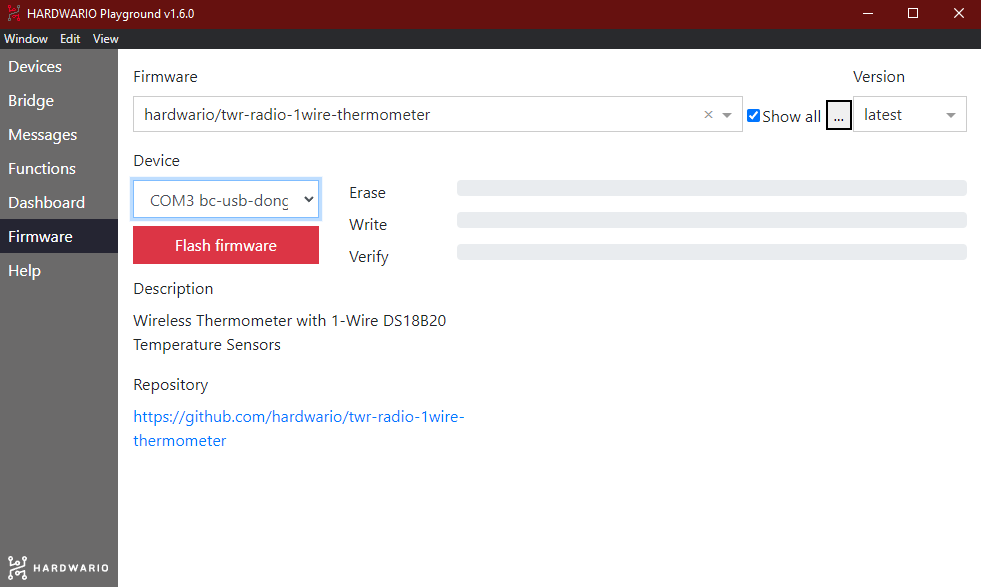 HARDWARIO Playground v1.6.0
Window Edit View
Devices
Bridge
Messages
Functions
Dashboard
Firmware
Help
HARDWARIO
Firmware
Version
hardwario/twr-radio-1wire-thermometer
Show all
...
latest
Device
COM3 bc-usb-dong
Flash firmware
Erase
Write
Verify
Description
Wireless Thermometer with 1-Wire DS18B20
Temperature Sensors
Repository
https://github.com/hardwario/twr-radio-1wire-
thermometer